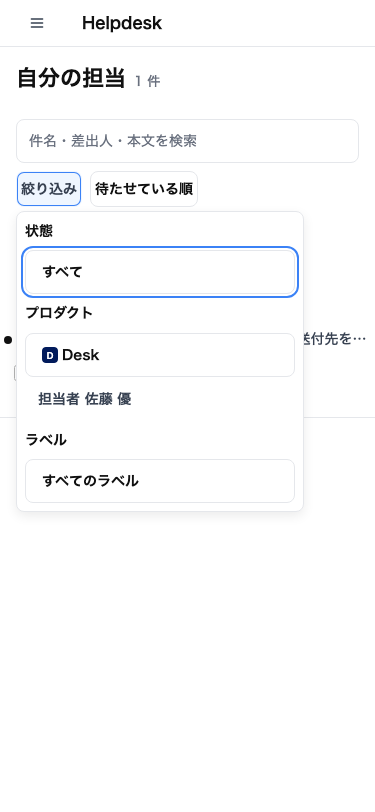 Helpdesk
自分の担当 1 件
件名・差出人・本文を検索
絞り込み 待たせている順
状態
すべて
プロダクト
D Desk
送付先を…
担当者 佐藤 優
ラベル
すべてのラベル